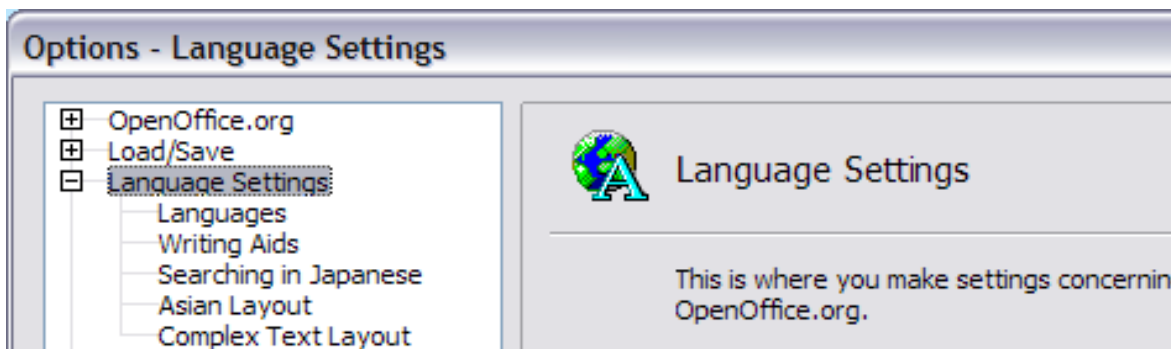 Options - Language Settings
OpenOffice.org
Load/Save
Language Settings
Languages
Writing Aids
Searching in Japanese
Asian Layout
Complex Text Layout
Language Settings
This is where you make settings concernin
OpenOffice.org.